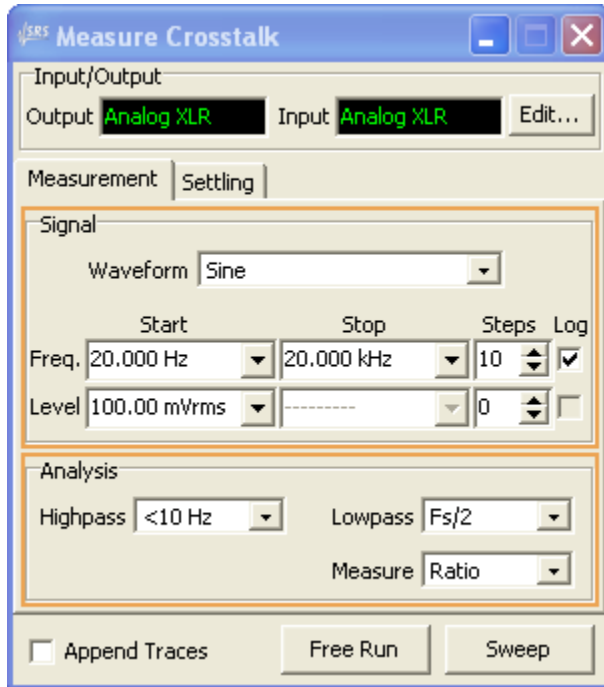 SRS Measure Crosstalk
Input/Output
Output Analog XLR Input Analog XLR Edit...
Measurement Settling
Signal
Waveform Sine
Start Stop Steps Log
Freq. 20.000 Hz 20.000 kHz 10
Level 100.00 mVrms --------- 0
Analysis
Highpass <10 Hz Lowpass Fs/2
Measure Ratio
Append Traces Free Run Sweep